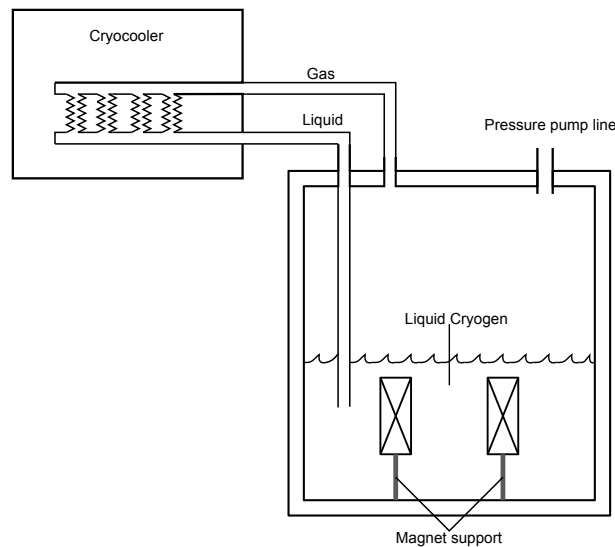 Cryocooler
Gas
Liquid
Pressure pump line
Liquid Cryogen
Magnet support